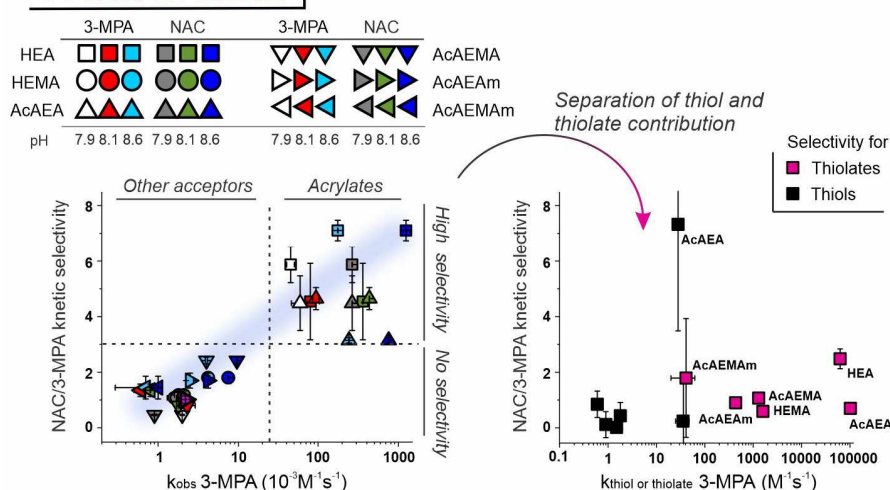 3-MPA NAC 3-MPA NAC
HEA AcAEMA
HEMA AcAEAm
AcAEA AcAEMAm
pH 7.9 8.1 8.6 7.9 8.1 8.6 7.9 8.1 8.6 7.9 8.1 8.6
Separation of thiol and
thiolate contribution
Selectivity for
Thiolates
Thiols
Other acceptors Acrylates
NAC/3-MPA knetic selectivity
8
6
4
2
0
High selectivity
No selectivity
1 10 100 1000
kobs 3-MPA (10⁻³M⁻¹s⁻¹)
NAC/3-MPA knetic selectivity
8
6
4
2
0
AcAEA
AcAEMAm
HEA
AcAEMA
HEMA
AcAEAm
AcAEA
0.1 1 10 100 1000 10000 100000
kthiol or thiolate 3-MPA (M⁻¹s⁻¹)